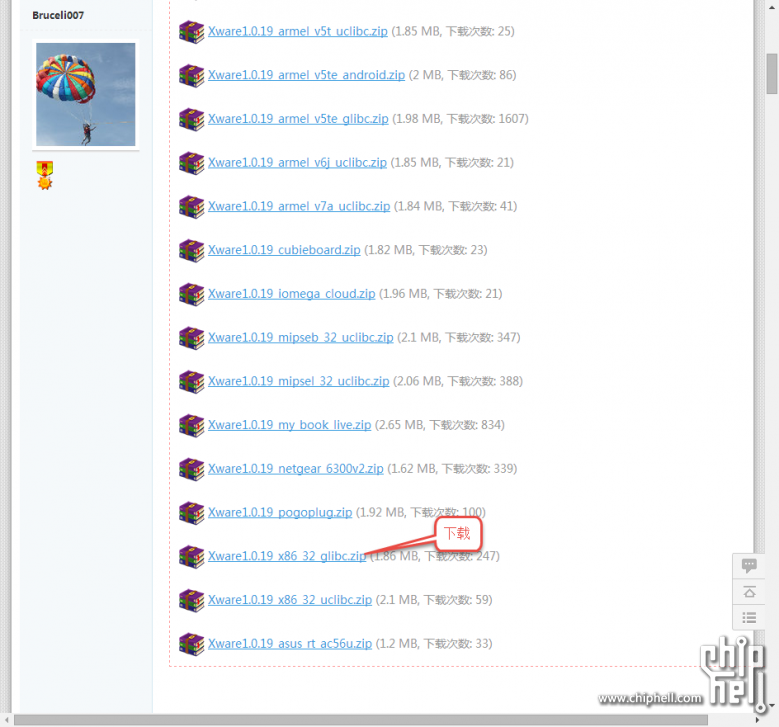 Bruceli007
Xware1.0.19_armel_v5t_uclibc.zip (1.85 MB, 下载次数: 25)
Xware1.0.19_armel_v5te_android.zip (2 MB, 下载次数: 86)
Xware1.0.19_armel_v5te_glibc.zip (1.98 MB, 下载次数: 1607)
Xware1.0.19_armel_v6j_uclibc.zip (1.85 MB, 下载次数: 21)
Xware1.0.19_armel_v7a_uclibc.zip (1.84 MB, 下载次数: 41)
Xware1.0.19_cubieboard.zip (1.82 MB, 下载次数: 23)
Xware1.0.19_iomega_cloud.zip (1.96 MB, 下载次数: 21)
Xware1.0.19_mipseb_32_uclibc.zip (2.1 MB, 下载次数: 347)
Xware1.0.19_mipsel_32_uclibc.zip (2.06 MB, 下载次数: 388)
Xware1.0.19_my_book_live.zip (2.65 MB, 下载次数: 834)
Xware1.0.19_netgear_6300v2.zip (1.62 MB, 下载次数: 339)
Xware1.0.19_pogoplug.zip (1.92 MB, 下载次数: 100)
下载
Xware1.0.19_x86_32_glibc.zip (1.86 MB, 下载次数: 247)
Xware1.0.19_x86_32_uclibc.zip (2.1 MB, 下载次数: 59)
Xware1.0.19_asus_rt_ac56u.zip (1.2 MB, 下载次数: 33)
www.chiphell.com
chip
hell